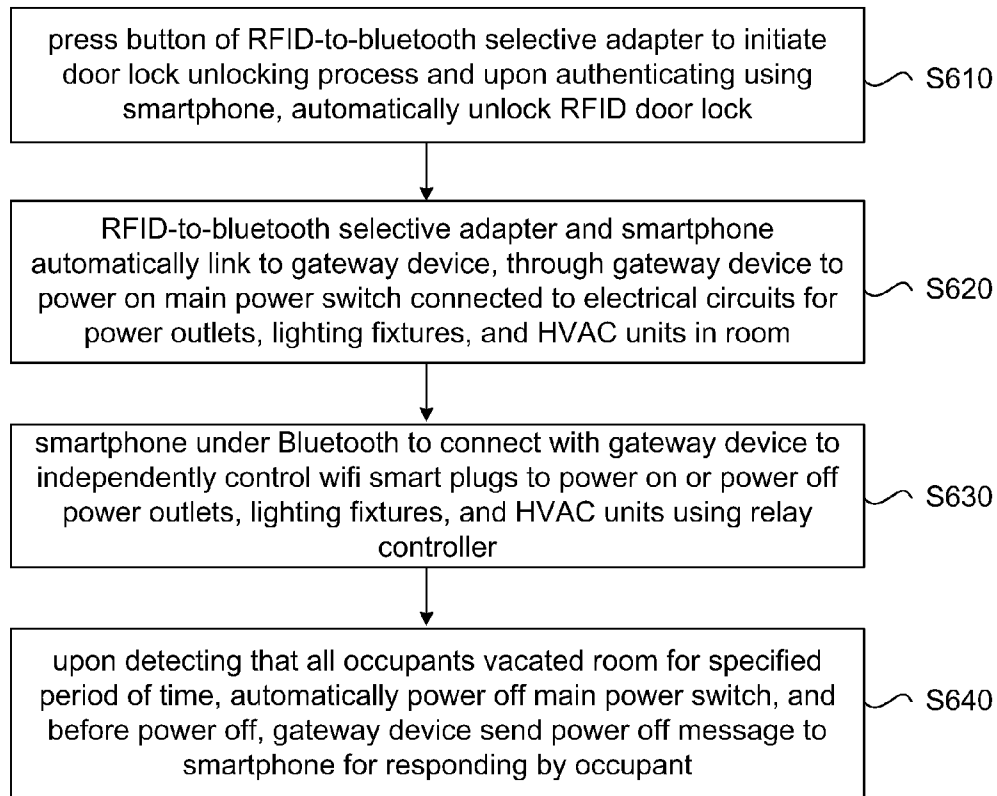 press button of RFID-to-bluetooth selective adapter to initiate
door lock unlocking process and upon authenticating using
smartphone, automatically unlock RFID door lock
S610
RFID-to-bluetooth selective adapter and smartphone
automatically link to gateway device, through gateway device to
power on main power switch connected to electrical circuits for
power outlets, lighting fixtures, and HVAC units in room
S620
smartphone under Bluetooth to connect with gateway device to
independently control wifi smart plugs to power on or power off
power outlets, lighting fixtures, and HVAC units using relay
controller
S630
upon detecting that all occupants vacated room for specified
period of time, automatically power off main power switch, and
before power off, gateway device send power off message to
smartphone for responding by occupant
S640